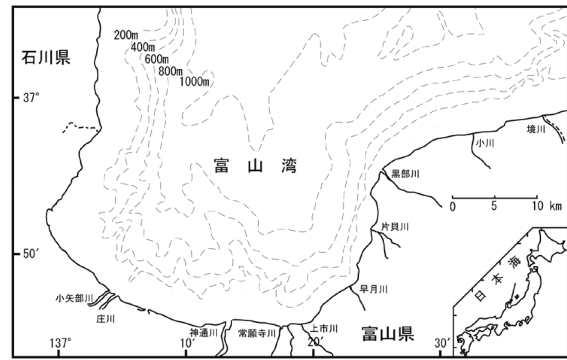 200m
400m
600m
800m
1000m
石川県
37°
富山湾
境川
小川
黒部川
0 5 10 km
片貝川
50′
早月川
日本海
小矢部川
庄川
神通川
常願寺川
上市川
富山県
137°
10′
20′
30′